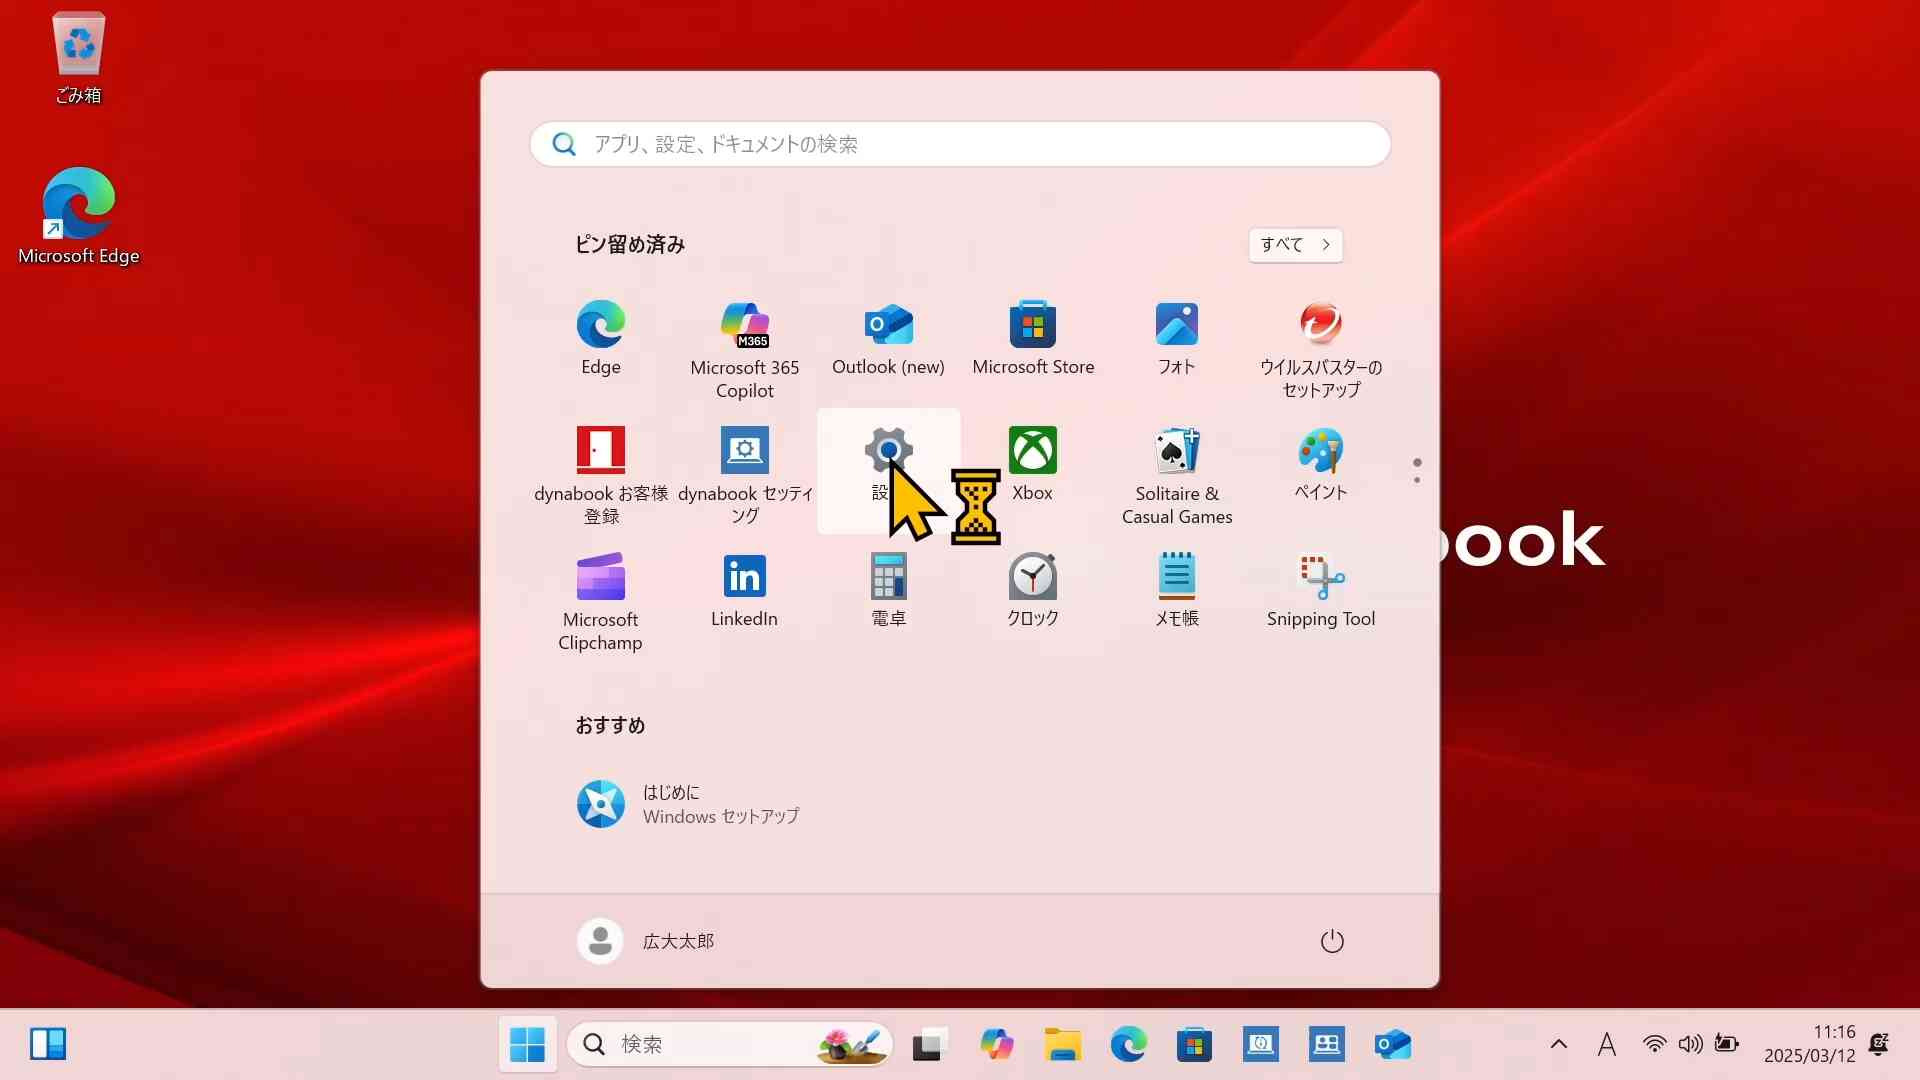 ごみ箱
Microsoft Edge
アプリ、設定、ドキュメントの検索
ピン留め済み
すべて
Edge
Microsoft 365
Copilot
Outlook (new)
Microsoft Store
フォト
ウイルスバスターの
セットアップ
dynabook お客様
登録
dynabook セッティ
ング
設
Xbox
Solitaire &
Casual Games
ペイント
Microsoft
Clipchamp
LinkedIn
電卓
クロック
メモ帳
Snipping Tool
ook
おすすめ
はじめに
Windows セットアップ
広大太郎
検索
A
11:16
2025/03/12